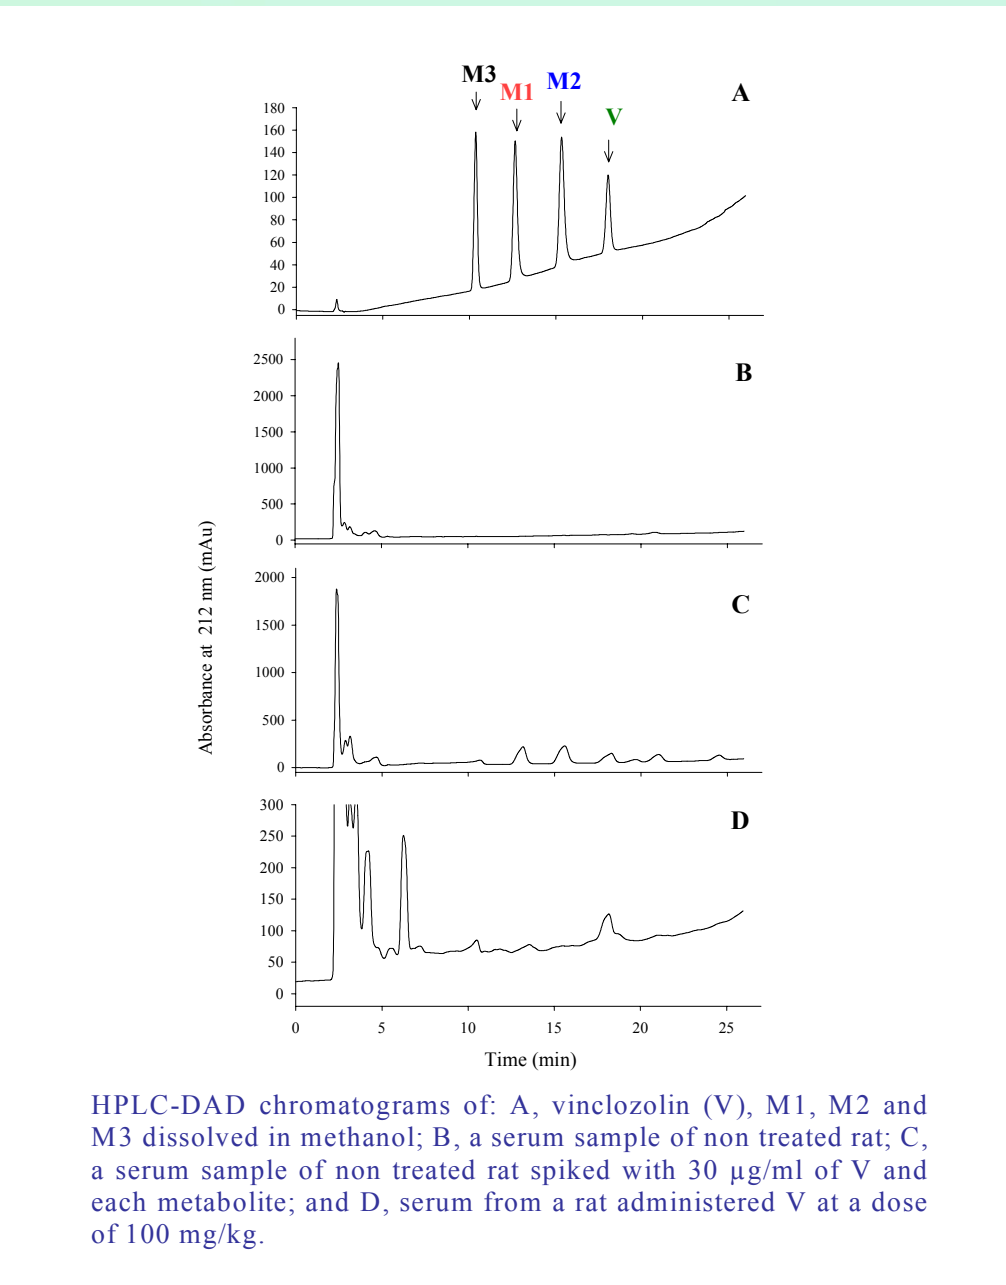 M3
M1
M2
V
A
180
160
140
120
100
80
60
40
20
0
B
2500
2000
1500
1000
500
0
Absorbance at 212 nm (mAu)
C
2000
1500
1000
500
0
D
300
250
200
150
100
50
0
0 5 10 15 20 25
Time (min)
HPLC-DAD chromatograms of: A, vinclozolin (V), M1, M2 and
M3 dissolved in methanol; B, a serum sample of non treated rat; C,
a serum sample of non treated rat spiked with 30 µg/ml of V and
each metabolite; and D, serum from a rat administered V at a dose
of 100 mg/kg.